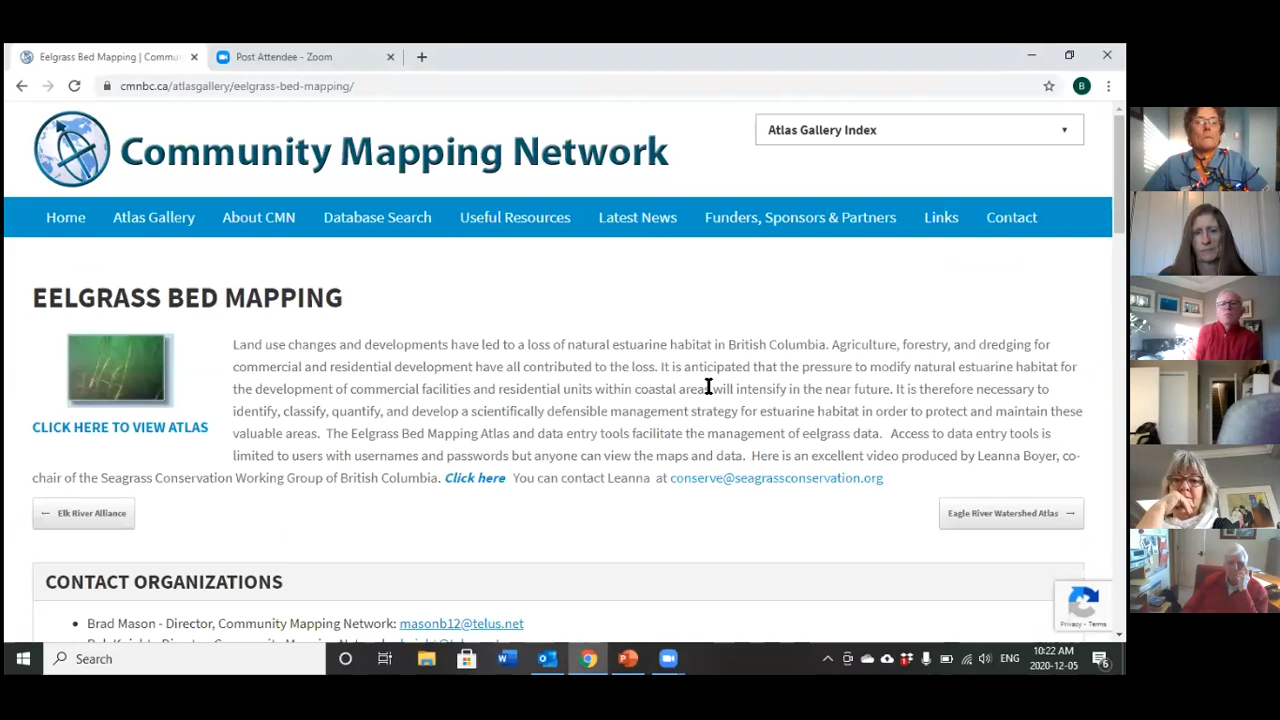 Eelgrass Bed Mapping | Commu
Post Attendee - Zoom
cmnbc.ca/atlasgallery/eelgrass-bed-mapping/
B
Community Mapping Network
Atlas Gallery Index
Home Atlas Gallery About CMN Database Search Useful Resources Latest News Funders, Sponsors & Partners Links Contact
EELGRASS BED MAPPING
Land use changes and developments have led to a loss of natural estuarine habitat in British Columbia. Agriculture, forestry, and dredging for
commercial and residential development have all contributed to the loss. It is anticipated that the pressure to modify natural estuarine habitat for
the development of commercial facilities and residential units within coastal areas will intensify in the near future. It is therefore necessary to
identify, classify, quantify, and develop a scientifically defensible management strategy for estuarine habitat in order to protect and maintain these
valuable areas. The Eelgrass Bed Mapping Atlas and data entry tools facilitate the management of eelgrass data. Access to data entry tools is
limited to users with usernames and passwords but anyone can view the maps and data. Here is an excellent video produced by Leanna Boyer, co-
chair of the Seagrass Conservation Working Group of British Columbia. Click here You can contact Leanna at conserve@seagrassconservation.org
CLICK HERE TO VIEW ATLAS
← Elk River Alliance
Eagle River Watershed Atlas →
CONTACT ORGANIZATIONS
• Brad Mason - Director, Community Mapping Network: masonb12@telus.net
Privacy - Terms
Search
ENG
10:22 AM
2020-12-05
6